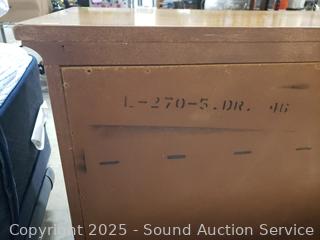 L-270-5.DR. 46
Copyright 2025 - Sound Auction Service